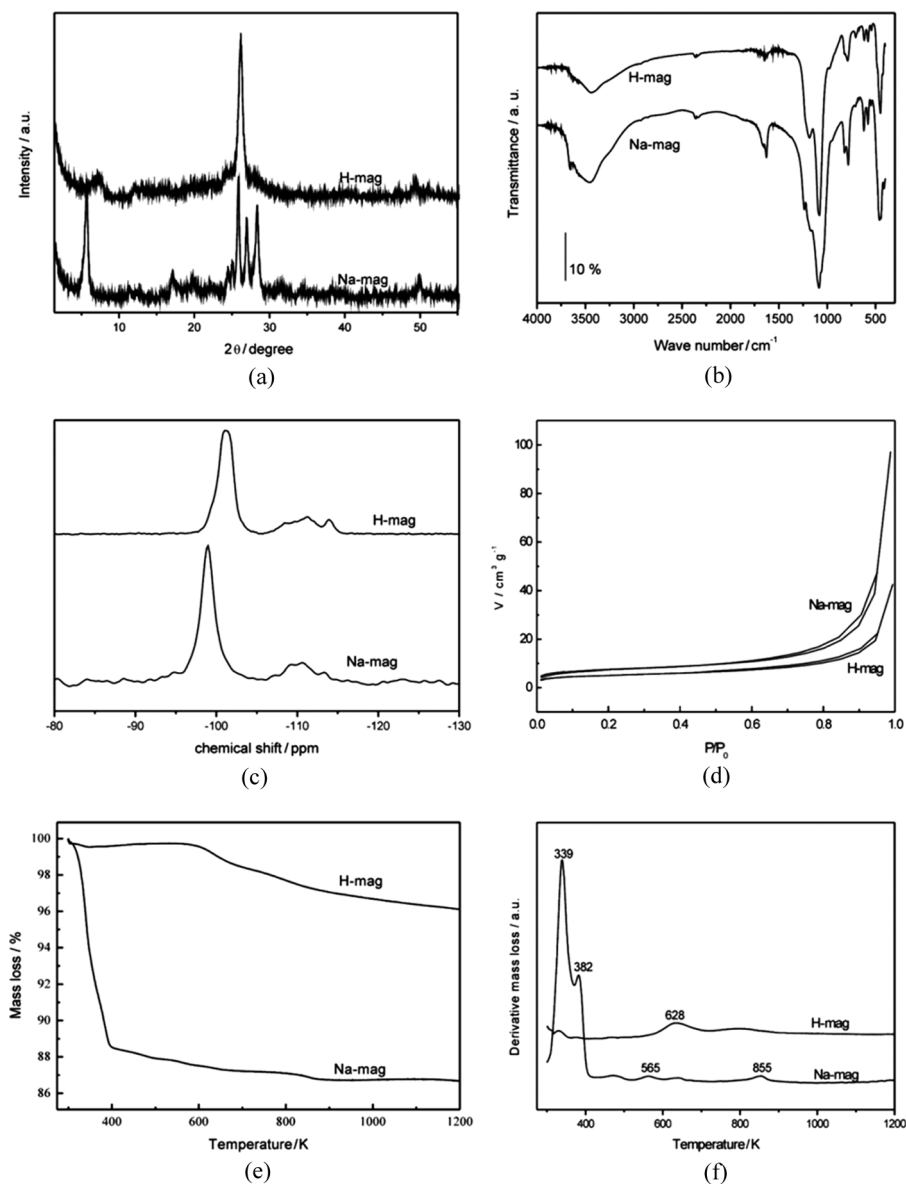 Intensity / a.u.
H-mag
Na-mag
10 20 30 40 50
2θ / degree
(a)
Transmittance / a. u.
H-mag
Na-mag
10 %
4000 3500 3000 2500 2000 1500 1000 500
Wave number / cm-1
(b)
H-mag
Na-mag
-80 -90 -100 -110 -120 -130
chemical shift / ppm
(c)
V / cm3 g-1
100
80
60
40
20
0
Na-mag
H-mag
0.0 0.2 0.4 0.6 0.8 1.0
P/P0
(d)
Mass loss / %
100
98
96
94
92
90
88
86
H-mag
Na-mag
400 600 800 1000 1200
Temperature / K
(e)
Derivative mass loss / a.u.
339
382
628
H-mag
565
855
Na-mag
400 600 800 1000 1200
Temperature / K
(f)